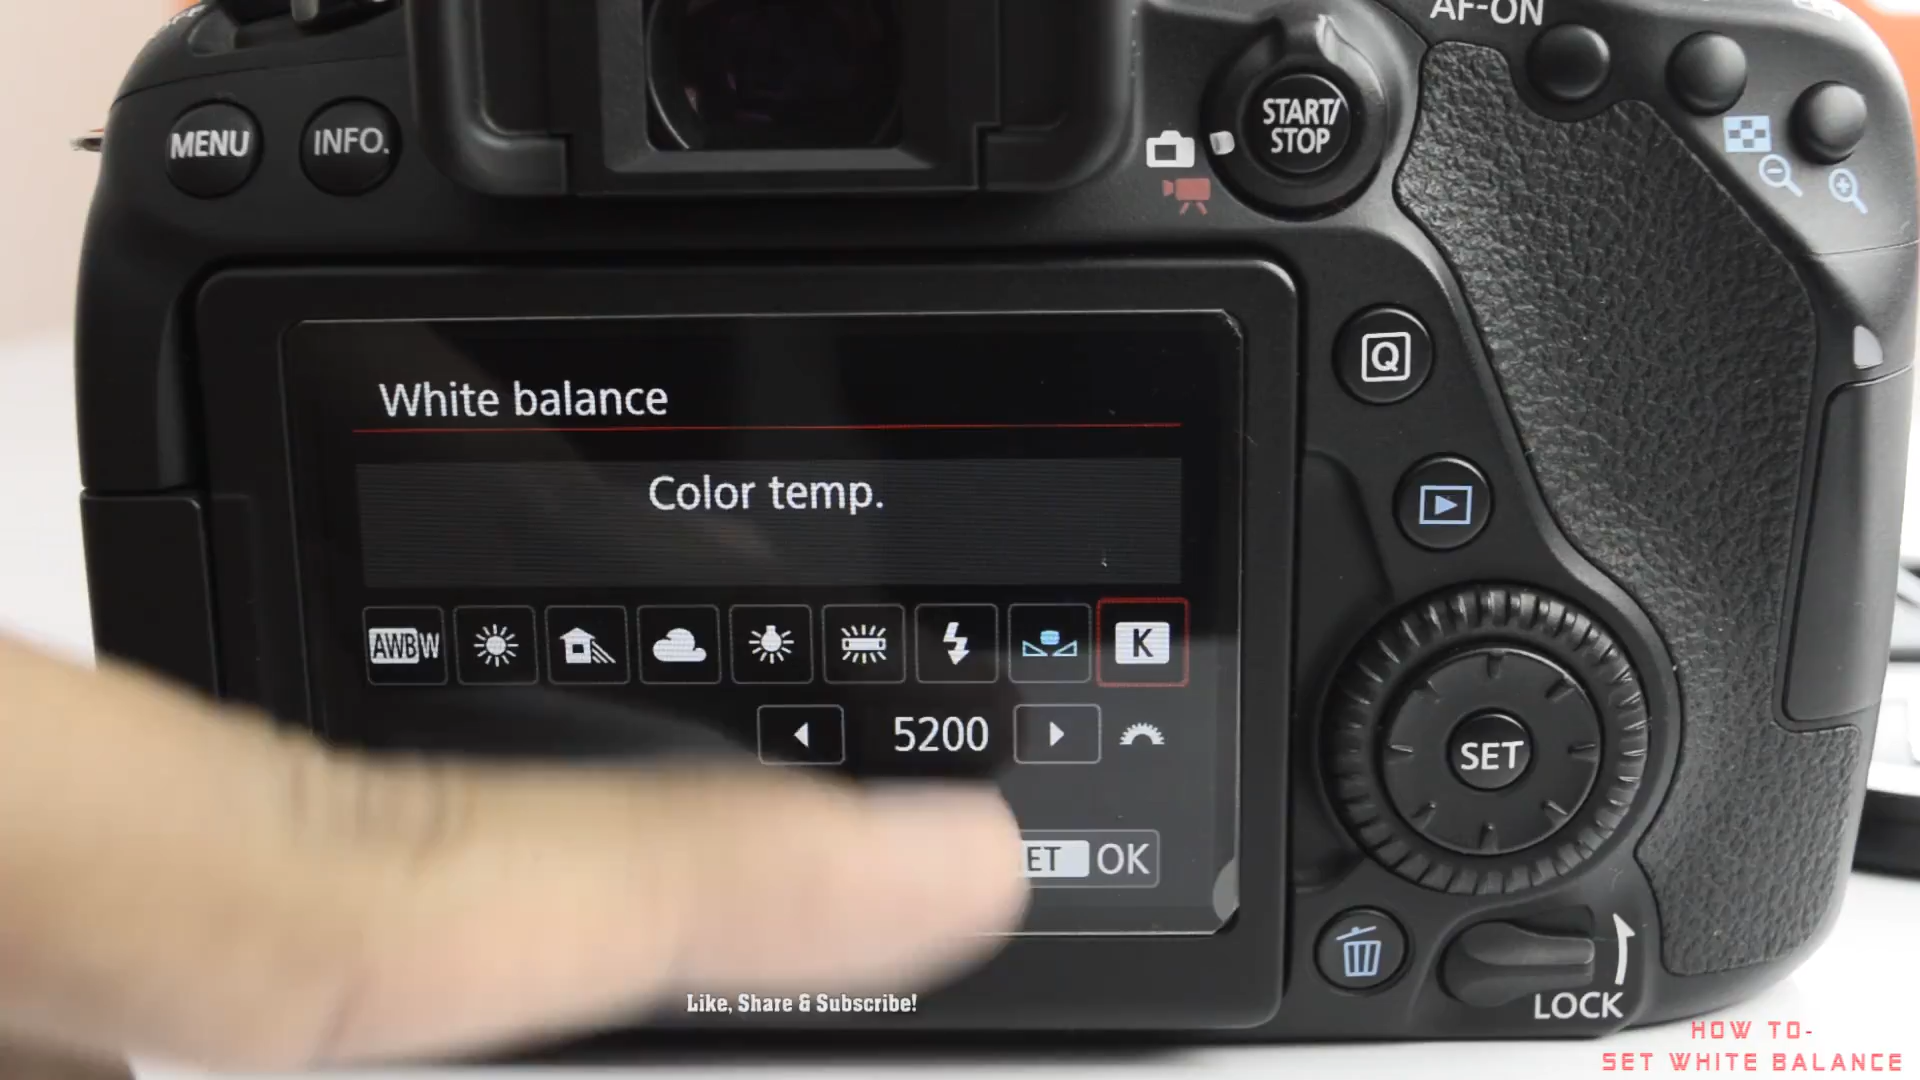 AF-ON
MENU
INFO.
START/
STOP
Q
White balance
Color temp.
AWBW
K
5200
SET
ET OK
LOCK
Like, Share & Subscribe!
HOW TO-
SET WHITE BALANCE